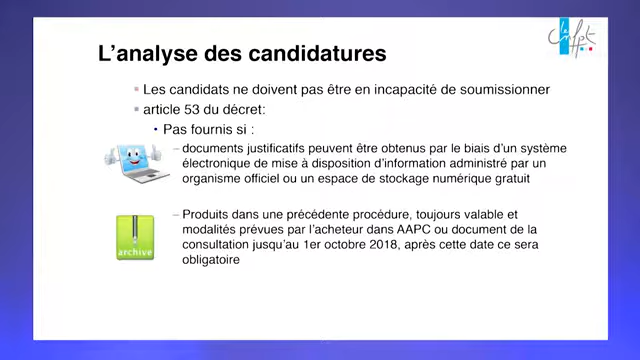 L'analyse des candidatures
cnfpt
Les candidats ne doivent pas être en incapacité de soumissionner
article 53 du décret:
Pas fournis si :
– documents justificatifs peuvent être obtenus par le biais d'un système
électronique de mise à disposition d'information administré par un
organisme officiel ou un espace de stockage numérique gratuit
– Produits dans une précédente procédure, toujours valable et
modalités prévues par l'acheteur dans AAPC ou document de la
consultation jusqu'au 1er octobre 2018, après cette date ce sera
obligatoire
archive